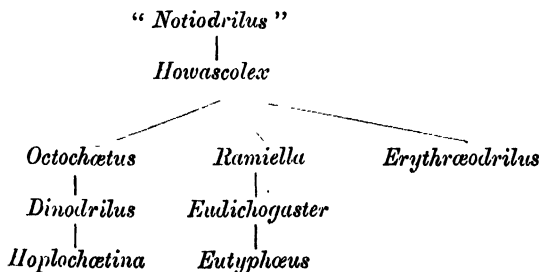 “ Notiodrilus ”
Howascolex
Octochætus Ramiella Erythræodrilus
Dinodrilus Eudichogaster
Hoplochætina Eutyphœus